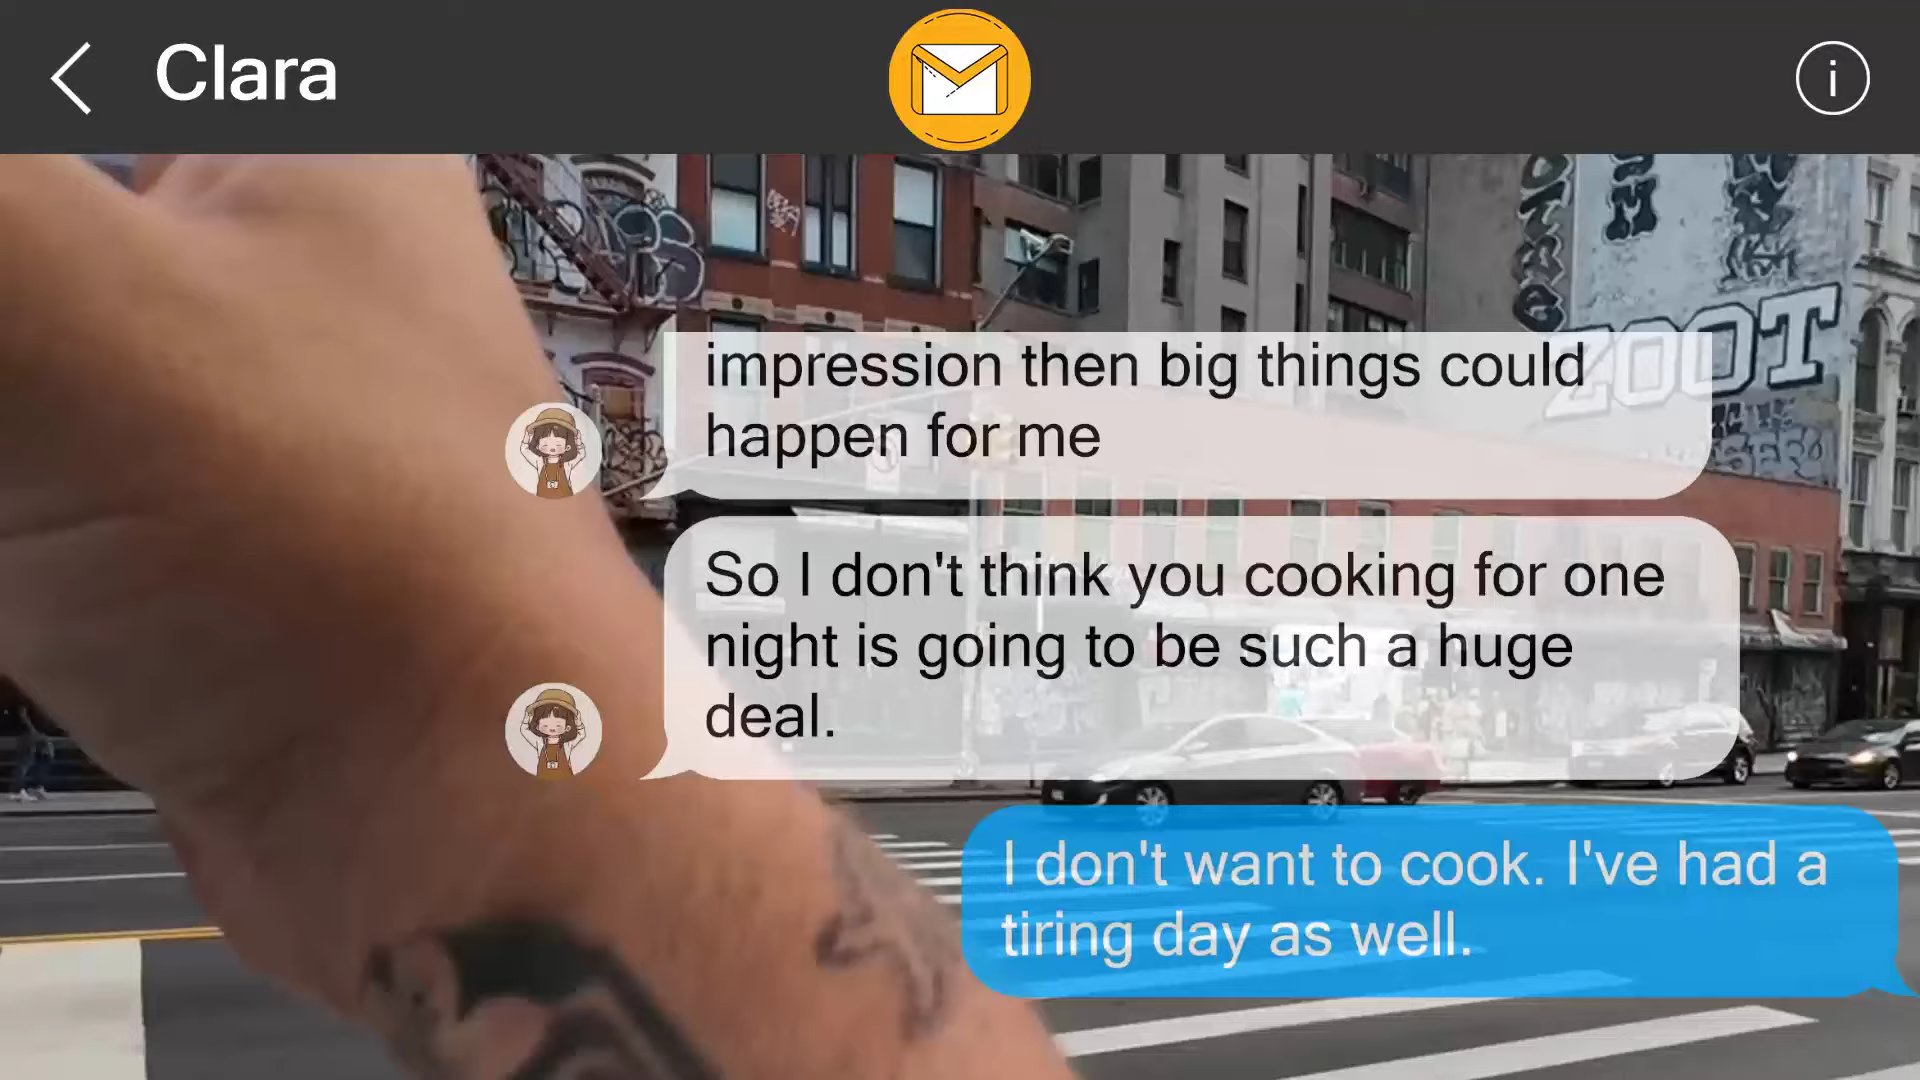 Clara
i
impression then big things could
happen for me
So I don't think you cooking for one
night is going to be such a huge
deal.
I don't want to cook. I've had a
tiring day as well.
ZOOT